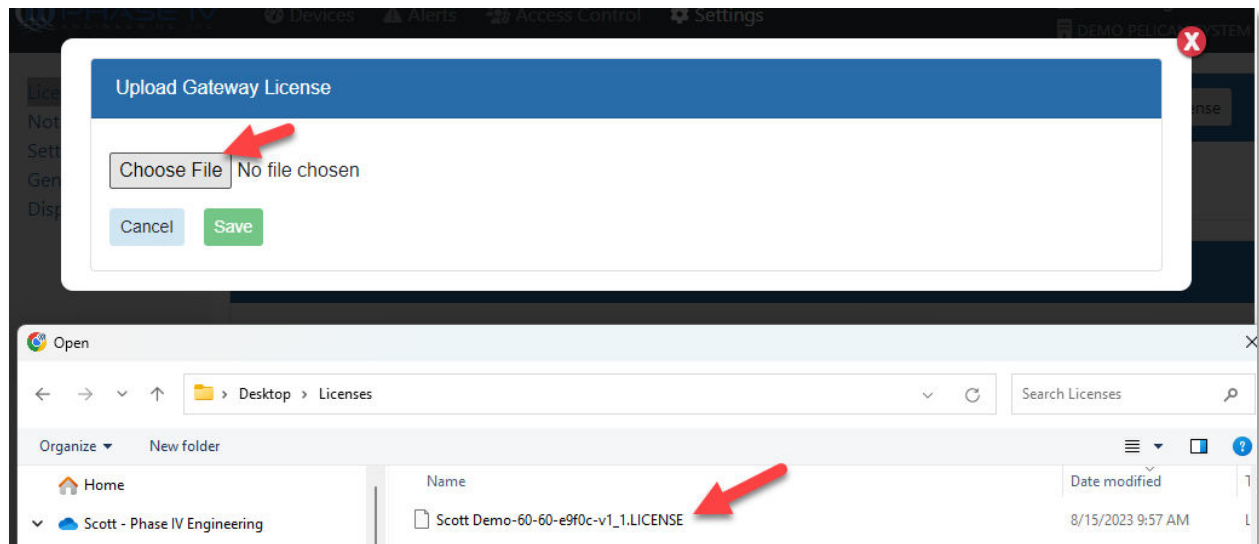 PHASE IV Devices Alerts Access Control Settings
DEMO PELICAN SYSTEM
X
Upload Gateway License
Choose File No file chosen
Cancel Save
Open
Desktop > Licenses
Search Licenses
Organize New folder
Home
Scott - Phase IV Engineering
Name
Date modified
Scott Demo-60-60-e9f0c-v1_1.LICENSE
8/15/2023 9:57 AM